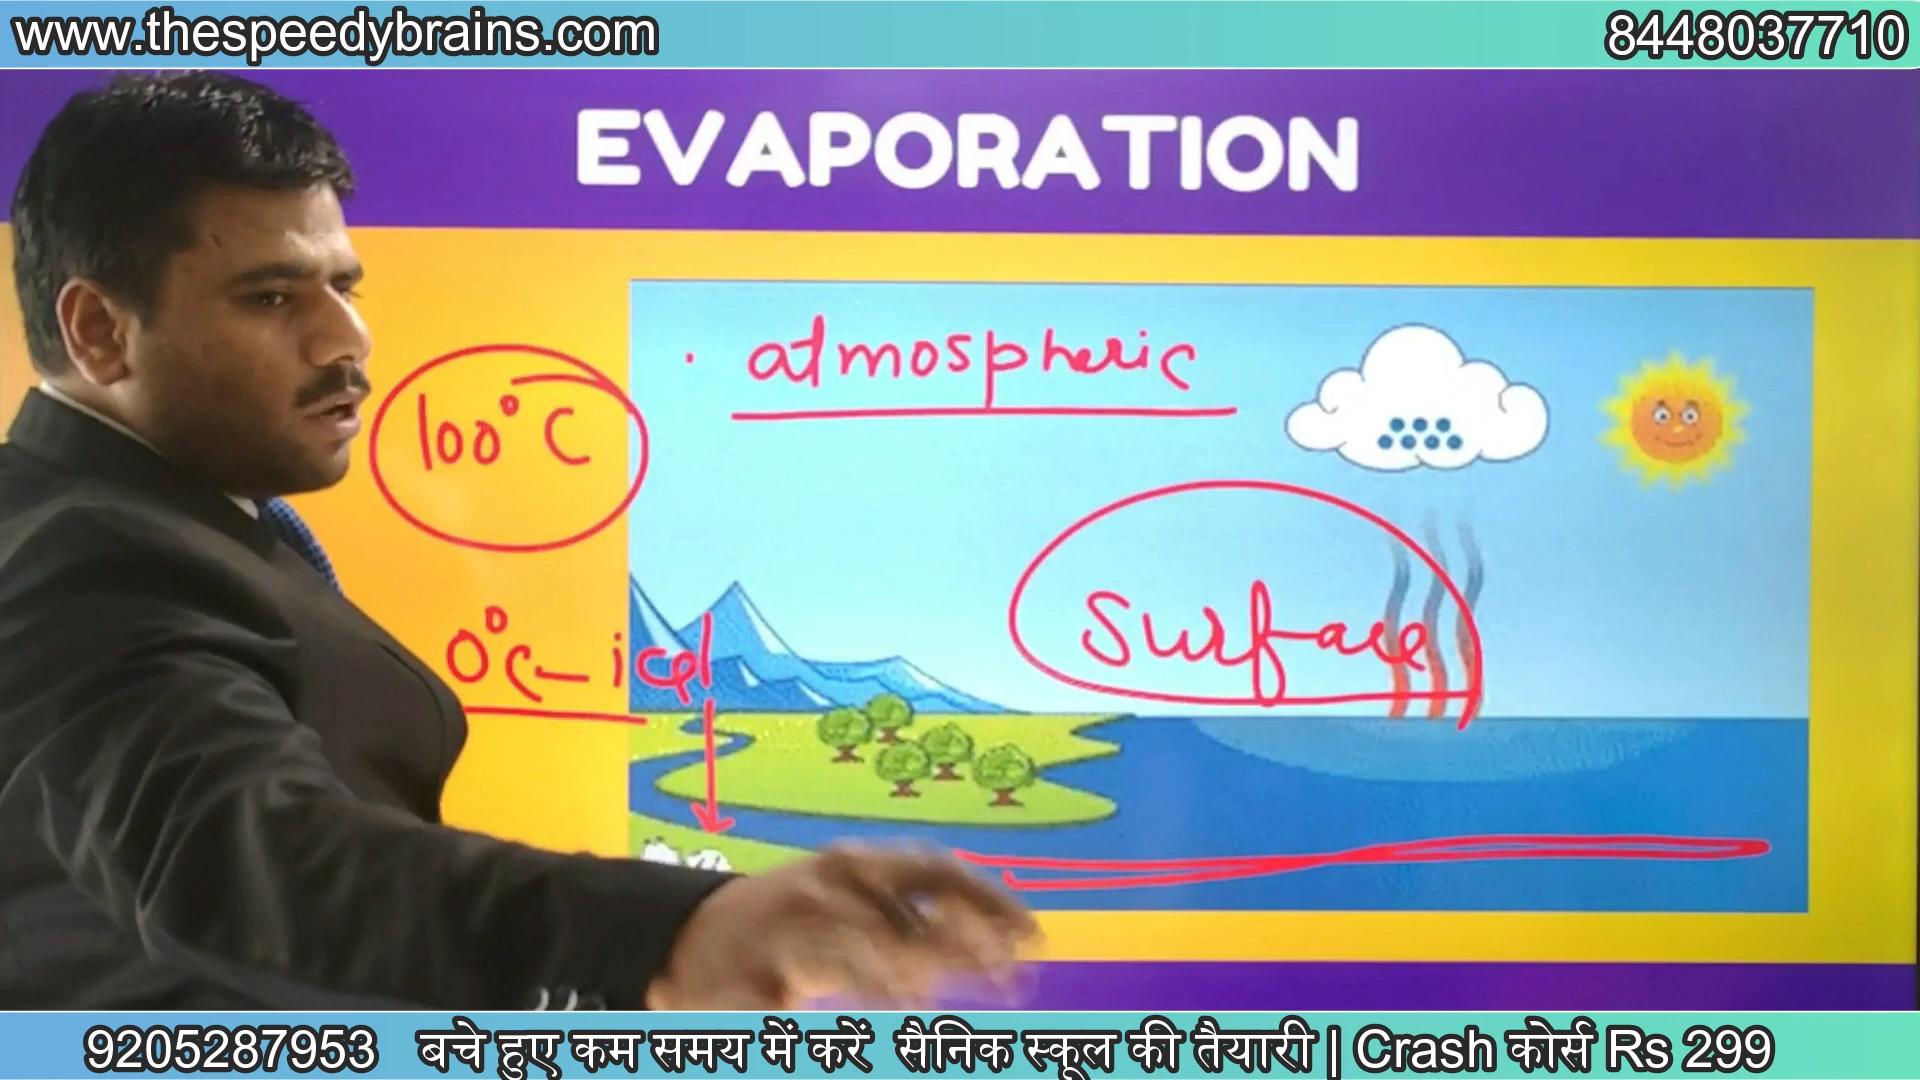 www.thespeedybrains.com 8448037710
EVAPORATION
atmospheric
100°C
surface
0°C - ice
9205287953 बचे हुए कम समय में करें सैनिक स्कूल की तैयारी | Crash कोर्स Rs 299